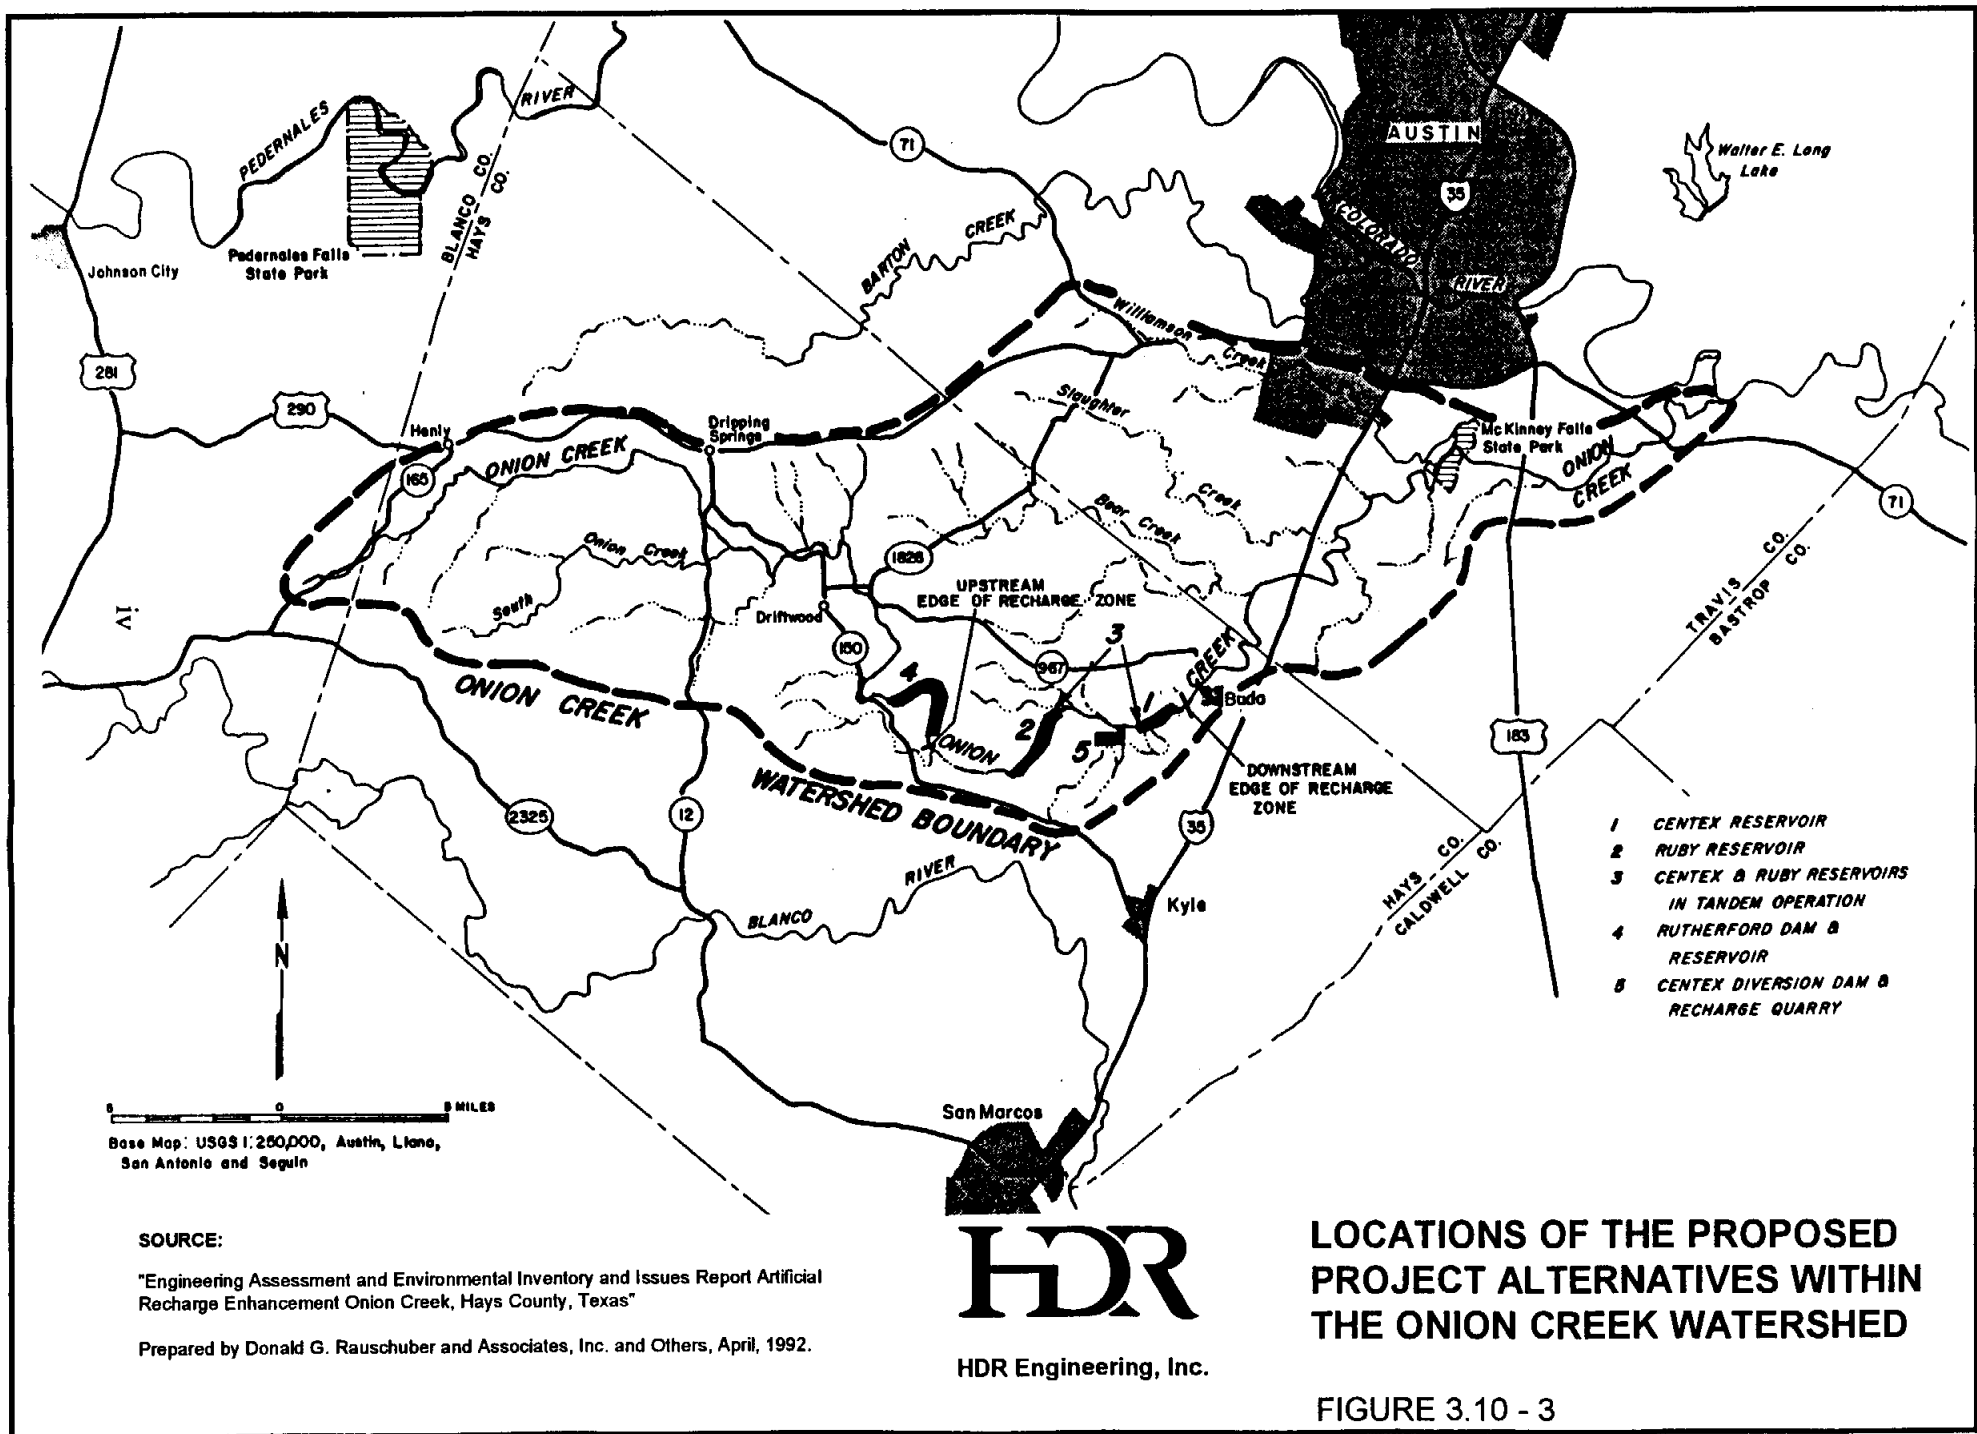 PEDERNALES
RIVER
71
AUSTIN
35
Walter E. Long
Lake
COLORADO
RIVER
BLANCO CO.
HAYS CO.
BARTON CREEK
Pedernales Falls
State Park
Johnson City
281
290
Henly
165
ONION CREEK
Dripping
Springs
Williamson Creek
Slaughter
Creek
Bear Creek
McKinney Falls
State Park
ONION
CREEK
71
South
Onion Creek
1826
UPSTREAM
EDGE OF RECHARGE ZONE
Driftwood
150
967
3
4
2
1
5
ONION
CREEK
Buda
TRAVIS CO.
BASTROP CO.
183
iv
ONION CREEK
WATERSHED BOUNDARY
DOWNSTREAM
EDGE OF RECHARGE
ZONE
2325
12
35
BLANCO
RIVER
Kyle
HAYS CO.
CALDWELL CO.
1 CENTEX RESERVOIR
2 RUBY RESERVOIR
3 CENTEX & RUBY RESERVOIRS
IN TANDEM OPERATION
4 RUTHERFORD DAM &
RESERVOIR
5 CENTEX DIVERSION DAM &
RECHARGE QUARRY
N
5 0 5 MILES
Base Map: USGS 1:250,000, Austin, Llano,
San Antonio and Seguin
San Marcos
SOURCE:
"Engineering Assessment and Environmental Inventory and Issues Report Artificial
Recharge Enhancement Onion Creek, Hays County, Texas"
Prepared by Donald G. Rauschuber and Associates, Inc. and Others, April, 1992.
HDR
HDR Engineering, Inc.
LOCATIONS OF THE PROPOSED
PROJECT ALTERNATIVES WITHIN
THE ONION CREEK WATERSHED
FIGURE 3.10 - 3